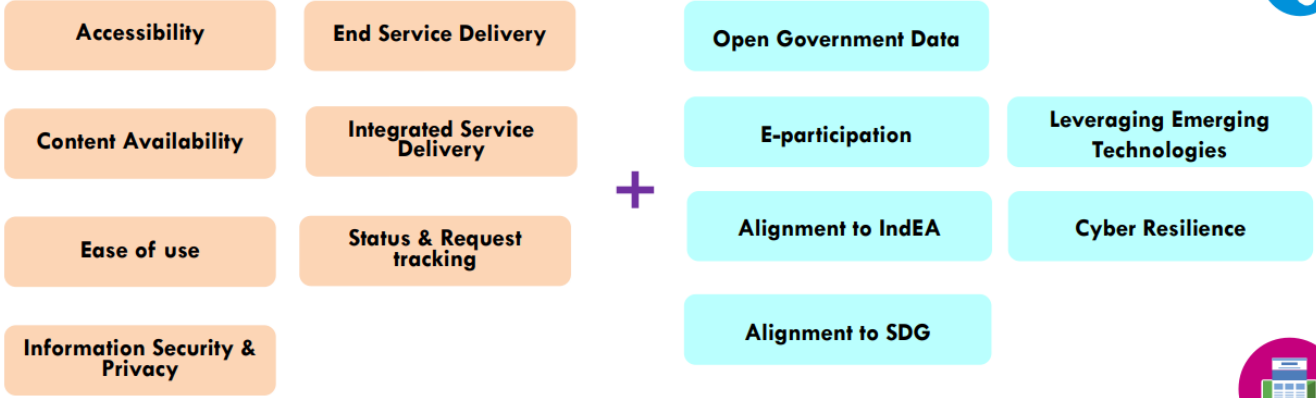 Accessibility
End Service Delivery
Content Availability
Integrated Service
Delivery
Ease of use
Status & Request
tracking
Information Security &
Privacy
+
Open Government Data
E-participation
Leveraging Emerging
Technologies
Alignment to IndEA
Cyber Resilience
Alignment to SDG